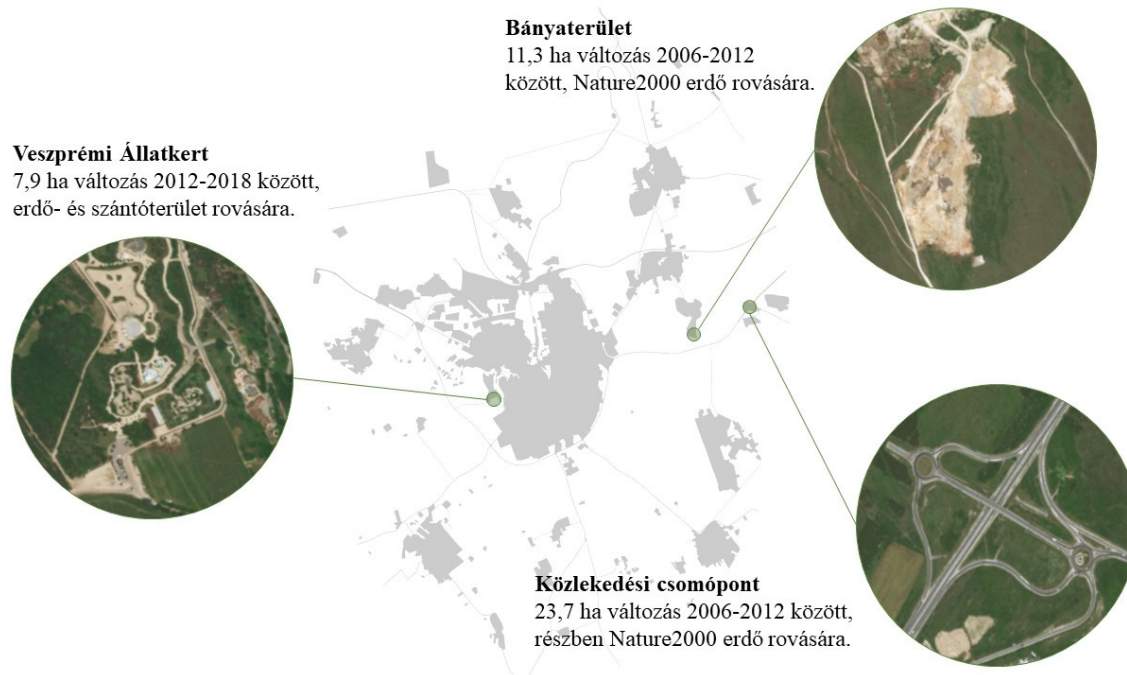 Bányaterület
11,3 ha változás 2006-2012
között, Nature2000 erdő rovására.
Veszprémi Állatkert
7,9 ha változás 2012-2018 között,
erdő- és szántóterület rovására.
Közlekedési csomópont
23,7 ha változás 2006-2012 között,
részben Nature2000 erdő rovására.